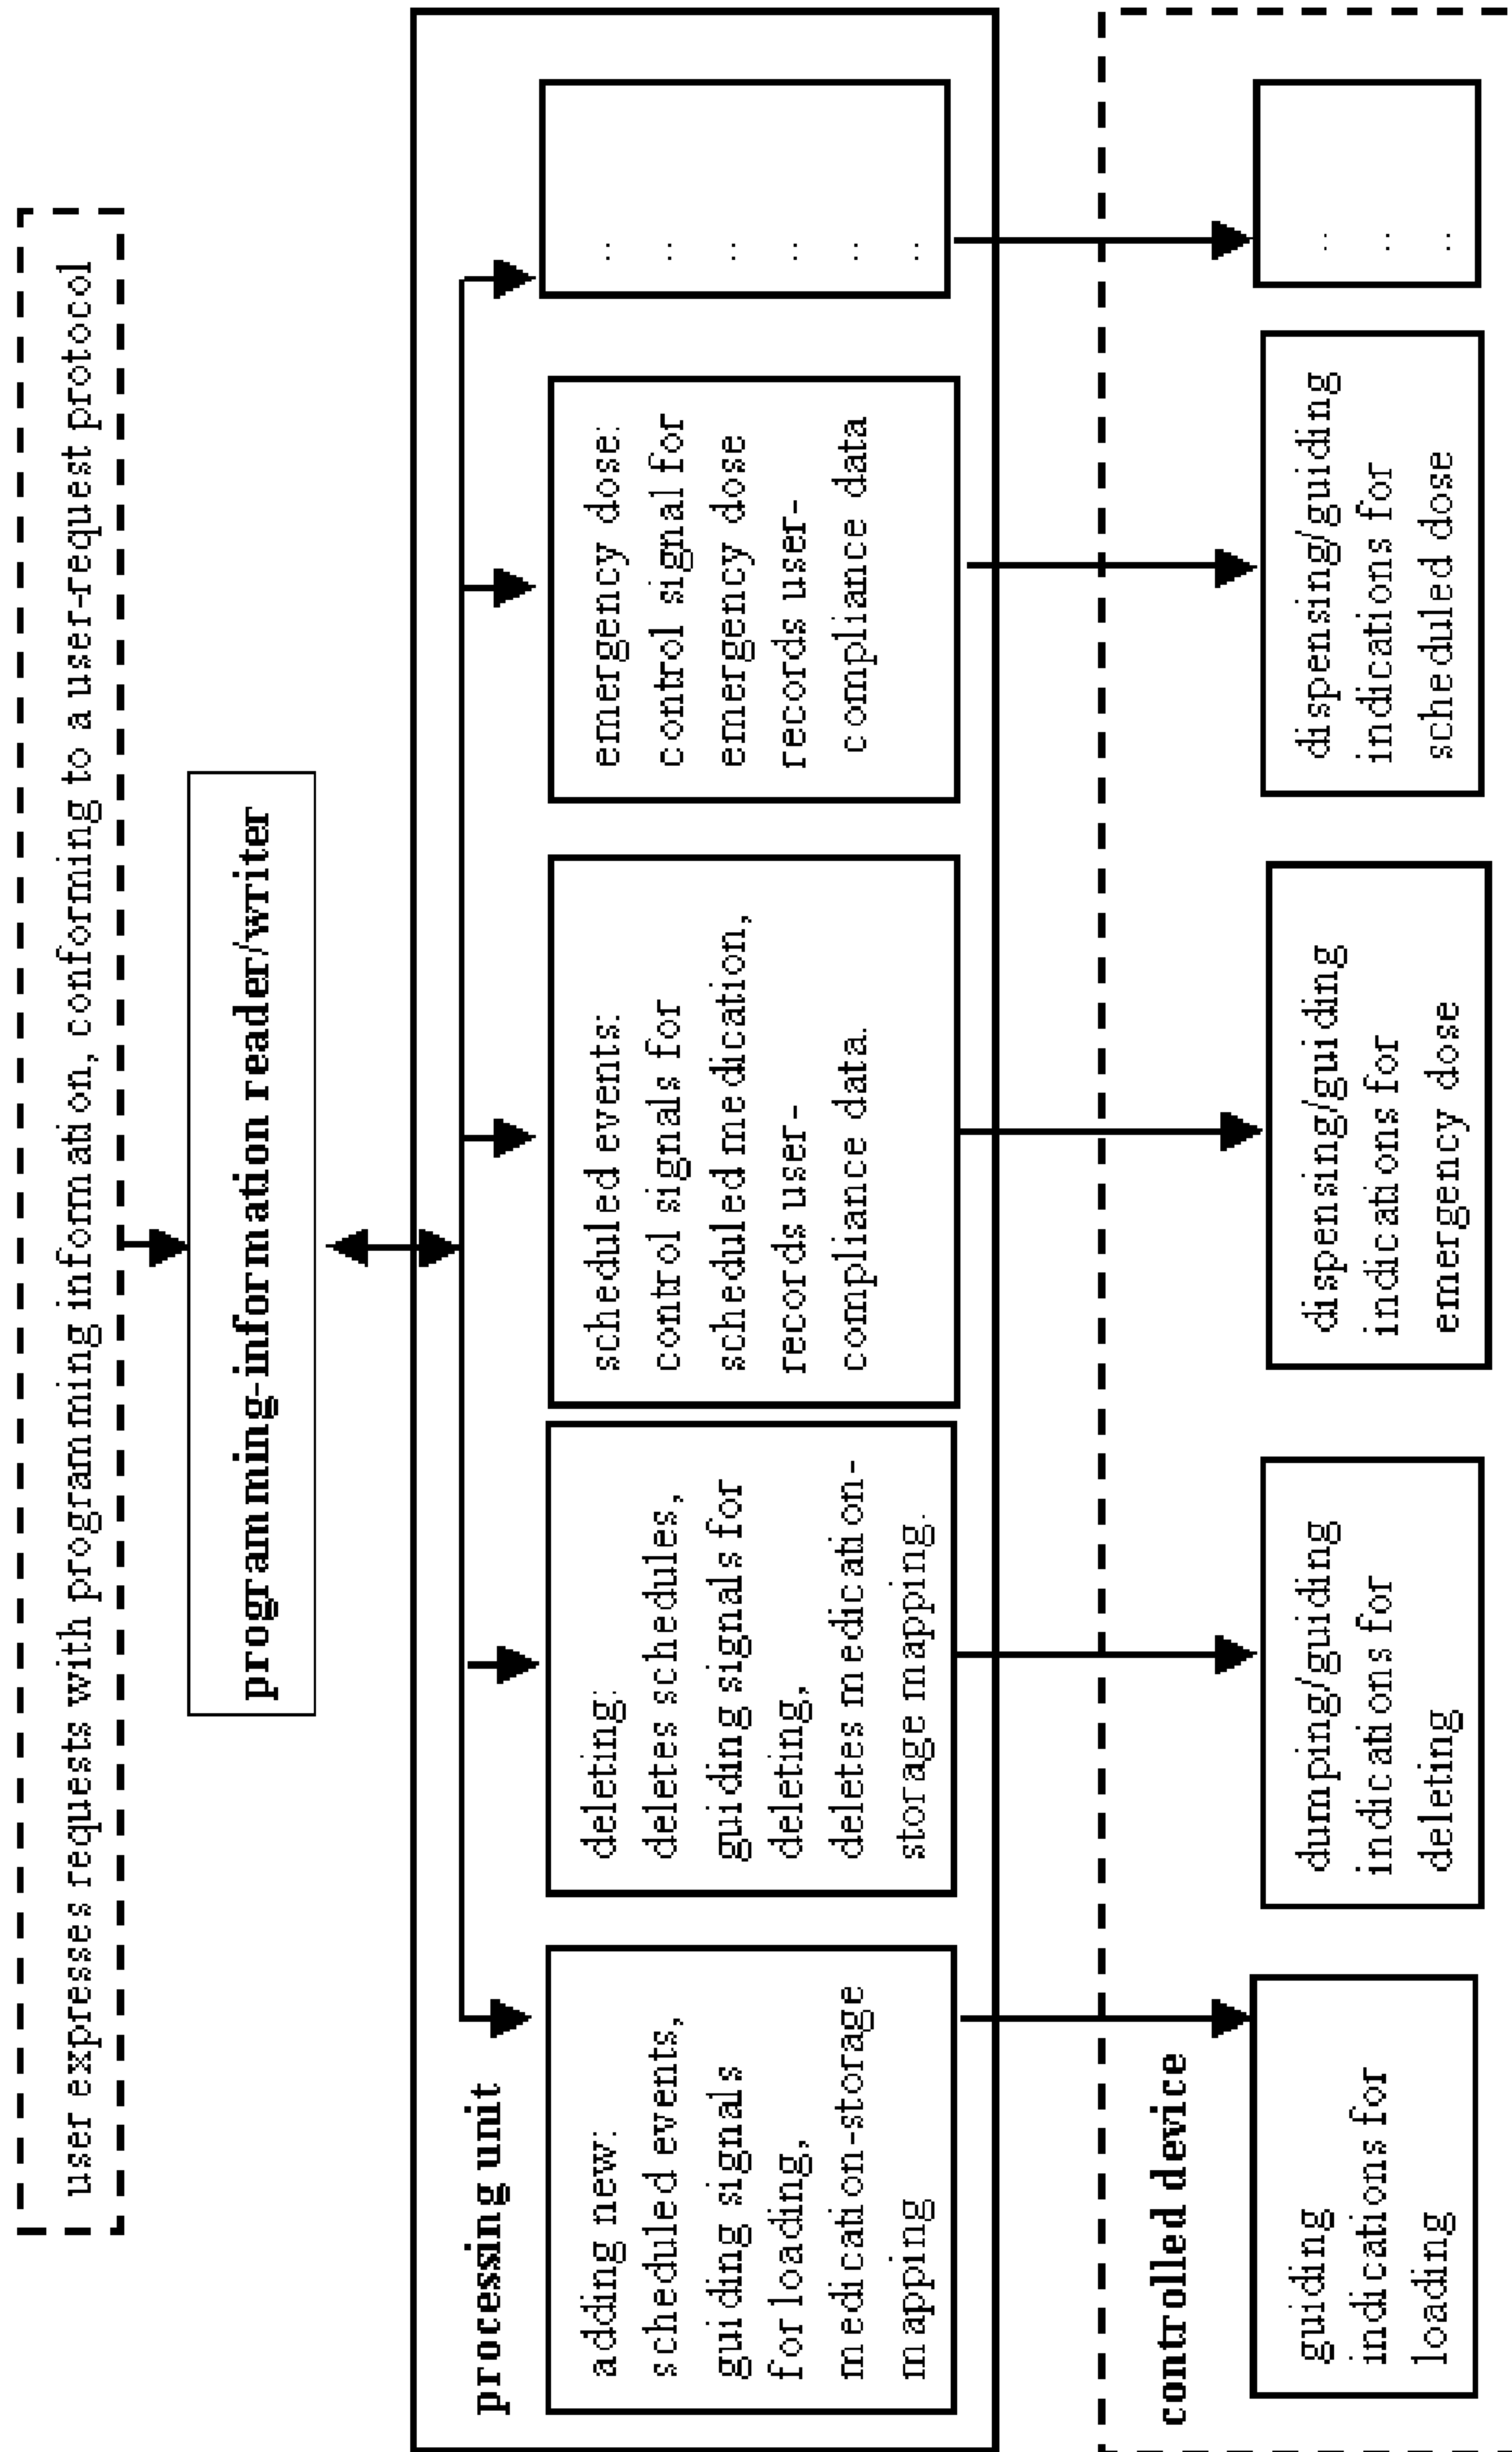 user expresses requests with programming information, conforming to a user-request protocol
programming-information reader/writer
processing unit
adding new:
scheduled events,
guiding signals
for loading,
medication-storage
mapping
deleting:
deletes schedules,
guiding signals for
deleting,
deletes medication-
storage mapping.
scheduled events:
control signals for
scheduled medication,
records user-
compliance data.
emergency dose:
control signal for
emergency dose
records user-
compliance data
..
..
..
..
..
..
controlled device
guiding
indications for
loading
dumping/guiding
indications for
deleting
dispensing/guiding
indications for
emergency dose
dispensing/guiding
indications for
scheduled dose
..
..
..